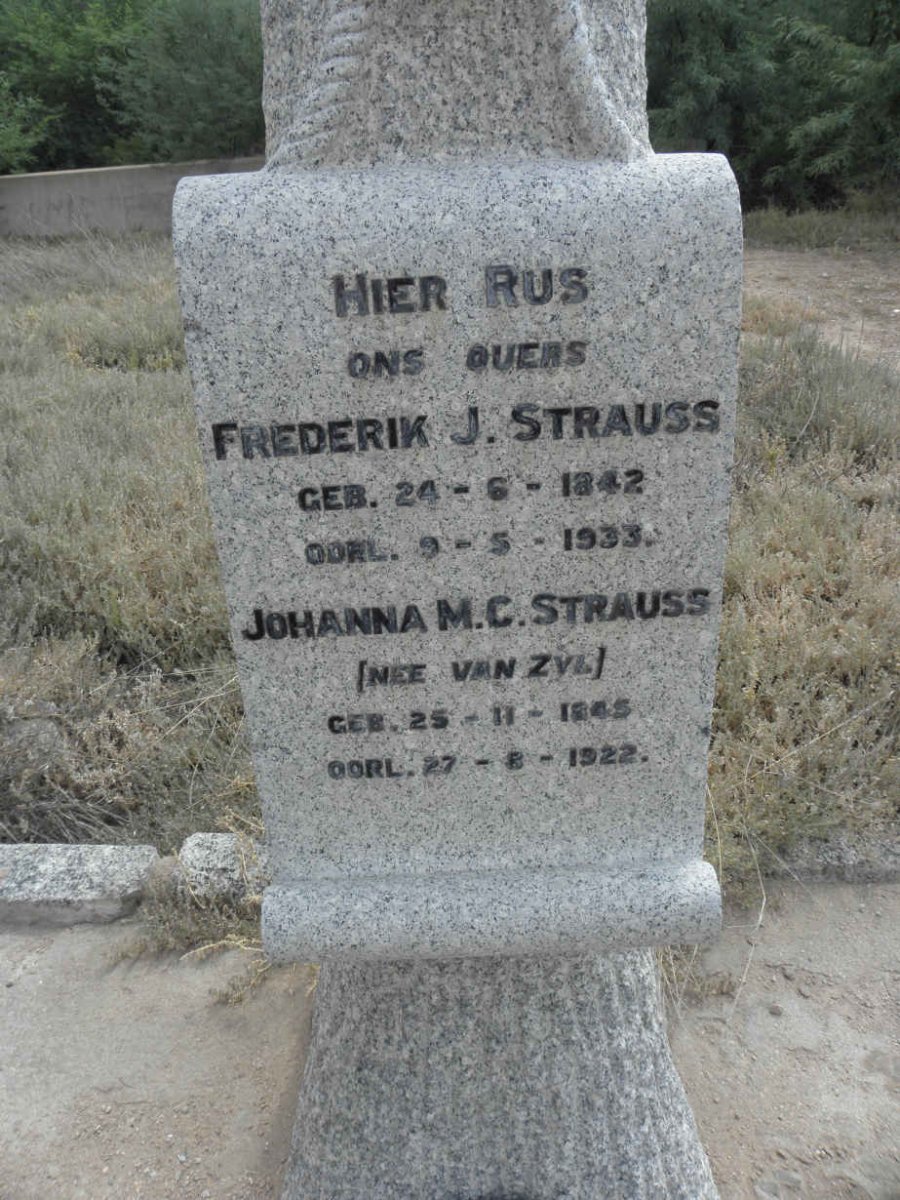 HIER RUS
ONS OUERS
FREDERIK J. STRAUSS
GEB. 24 - 6 - 1842
OORL. 9 - 5 - 1933.
JOHANNA M.C. STRAUSS
[NEE VAN ZYL]
GEB. 25 - 11 - 1845
OORL. 27 - 8 - 1922.